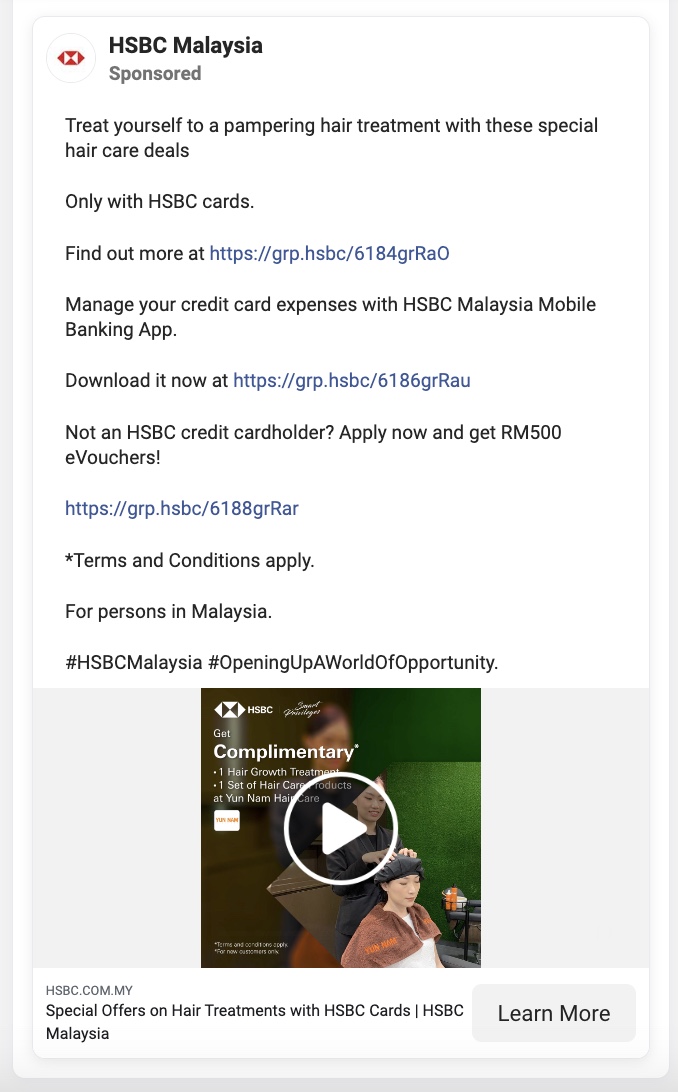 HSBC Malaysia
Sponsored
Treat yourself to a pampering hair treatment with these special
hair care deals
Only with HSBC cards.
Find out more at https://grp.hsbc/6184grRaO
Manage your credit card expenses with HSBC Malaysia Mobile
Banking App.
Download it now at https://grp.hsbc/6186grRau
Not an HSBC credit cardholder? Apply now and get RM500
eVouchers!
https://grp.hsbc/6188grRar
*Terms and Conditions apply.
For persons in Malaysia.
#HSBCMalaysia #OpeningUpAWorldOfOpportunity.
HSBC
Smart
Privileges
Get
Complimentary*
• 1 Hair Growth Treatment
• 1 Set of Hair Care Products
at Yun Nam Hair Care
YUN NAM
YUN NAM
*Terms and conditions apply.
*For new customers only.
HSBC.COM.MY
Special Offers on Hair Treatments with HSBC Cards | HSBC
Malaysia
Learn More